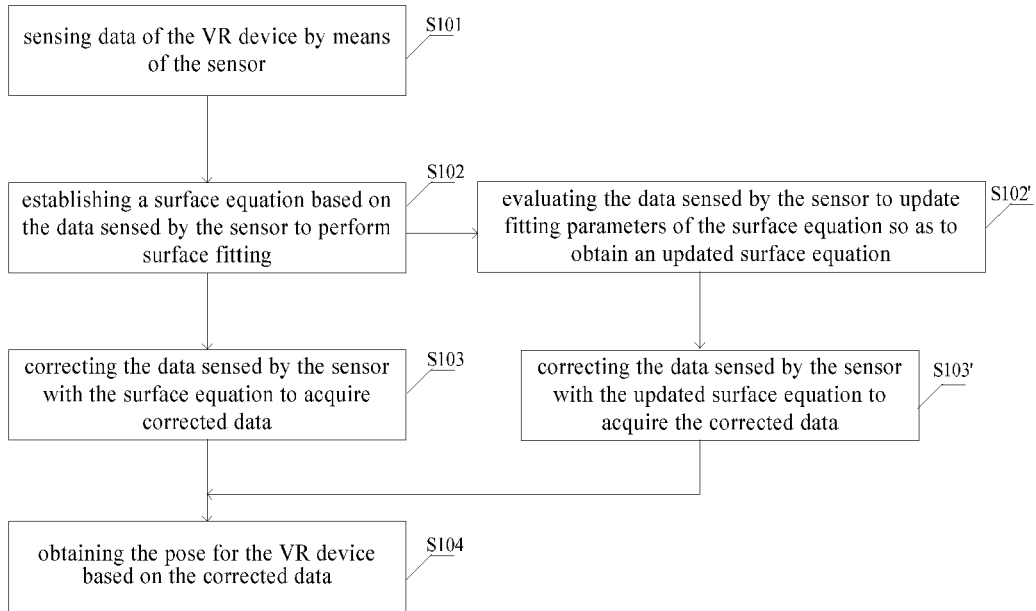 sensing data of the VR device by means
of the sensor
S101
establishing a surface equation based on
the data sensed by the sensor to perform
surface fitting
S102
evaluating the data sensed by the sensor to update
fitting parameters of the surface equation so as to
obtain an updated surface equation
S102'
correcting the data sensed by the sensor
with the surface equation to acquire
corrected data
S103
correcting the data sensed by the sensor
with the updated surface equation to
acquire the corrected data
S103'
obtaining the pose for the VR device
based on the corrected data
S104